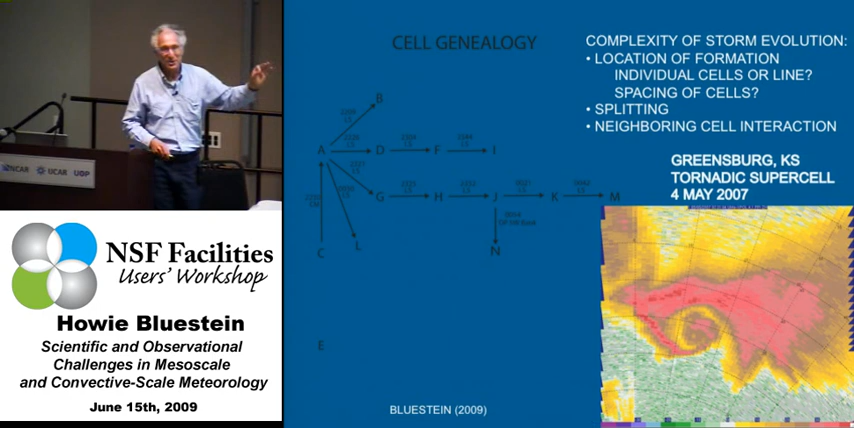 NCAR UCAR UOP
NSF Facilities
Users' Workshop
Howie Bluestein
Scientific and Observational
Challenges in Mesoscale
and Convective-Scale Meteorology
June 15th, 2009
CELL GENEALOGY
B
A D F I
G H J K M
C L N
E
BLUESTEIN (2009)
COMPLEXITY OF STORM EVOLUTION:
• LOCATION OF FORMATION
INDIVIDUAL CELLS OR LINE?
SPACING OF CELLS?
• SPLITTING
• NEIGHBORING CELL INTERACTION
GREENSBURG, KS
TORNADIC SUPERCELL
4 MAY 2007